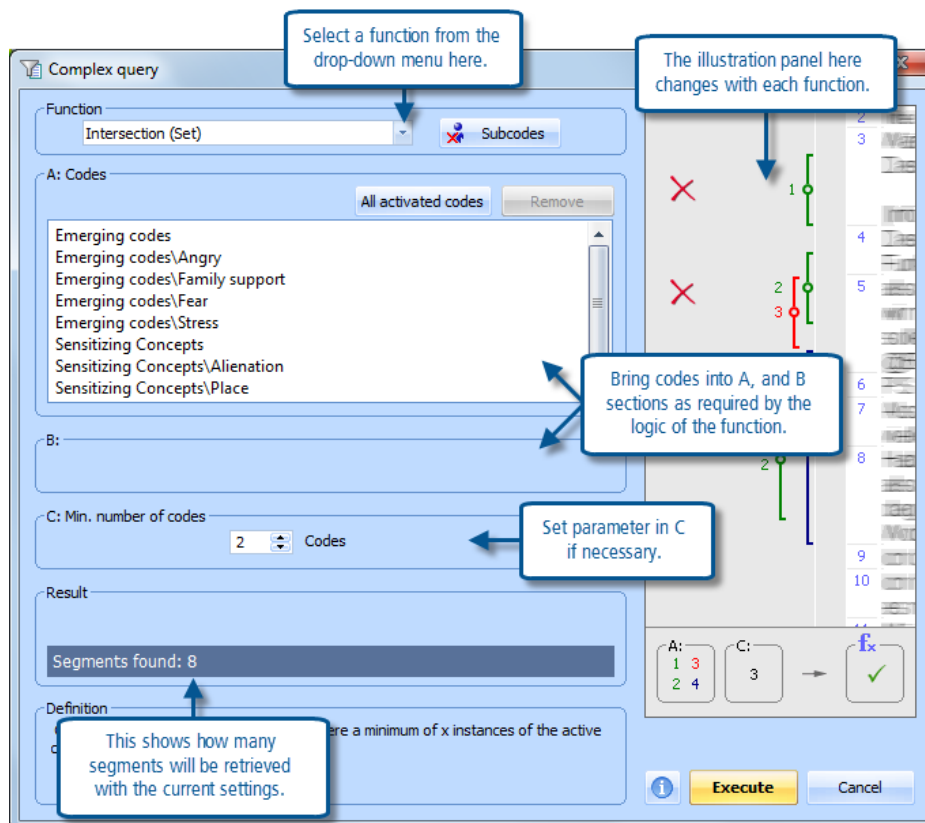 Select a function from the
drop-down menu here.
Complex query
The illustration panel here
changes with each function.
Function
Intersection (Set)
Subcodes
A: Codes
All activated codes
Remove
Emerging codes
Emerging codes\Angry
Emerging codes\Family support
Emerging codes\Fear
Emerging codes\Stress
Sensitizing Concepts
Sensitizing Concepts\Alienation
Sensitizing Concepts\Place
2
3
1
4
2
5
3
Bring codes into A, and B
sections as required by the
logic of the function.
6
7
B:
2
8
C: Min. number of codes
2
Codes
Set parameter in C
if necessary.
9
10
Result
Segments found: 8
A:
1 3
2 4
C:
3
fx
Definition
ere a minimum of x instances of the active
This shows how many
segments will be retrieved
with the current settings.
Execute
Cancel